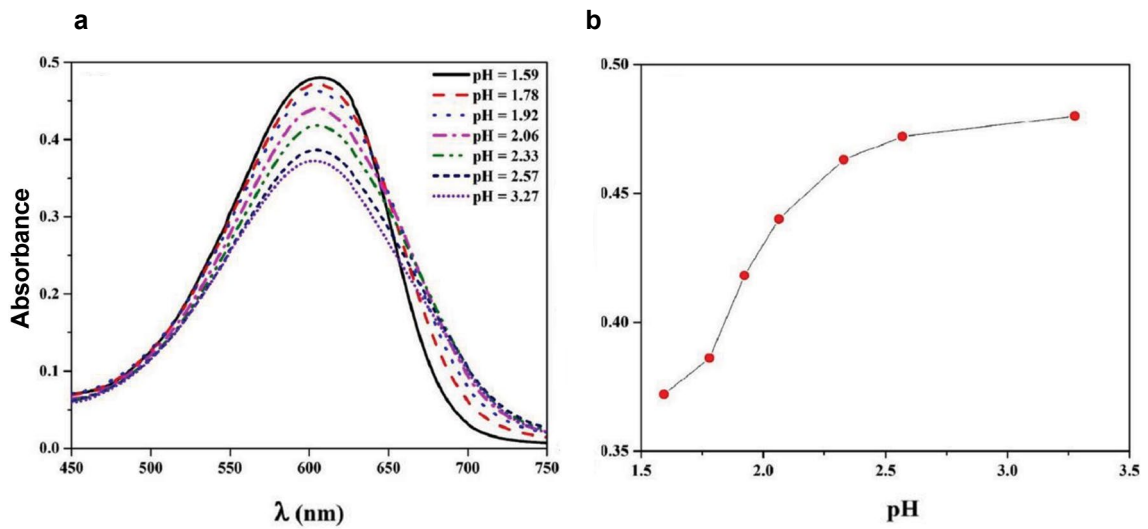 a
b
Absorbance
0.5
0.4
0.3
0.2
0.1
0.0
450 500 550 600 650 700 750
λ (nm)
pH = 1.59
pH = 1.78
pH = 1.92
pH = 2.06
pH = 2.33
pH = 2.57
pH = 3.27
0.50
0.45
0.40
0.35
1.5 2.0 2.5 3.0 3.5
pH